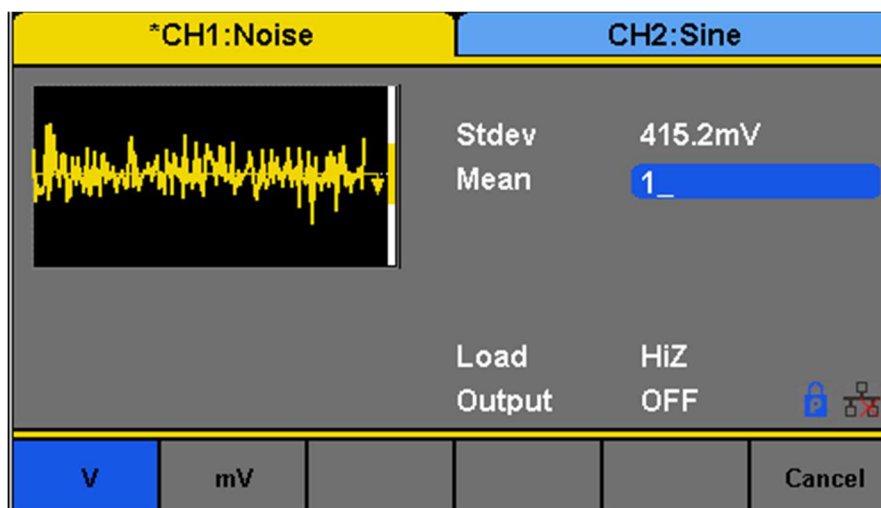 *CH1:Noise
CH2:Sine
Stdev 415.2mV
Mean 1_
Load HiZ
Output OFF
P
V mV Cancel